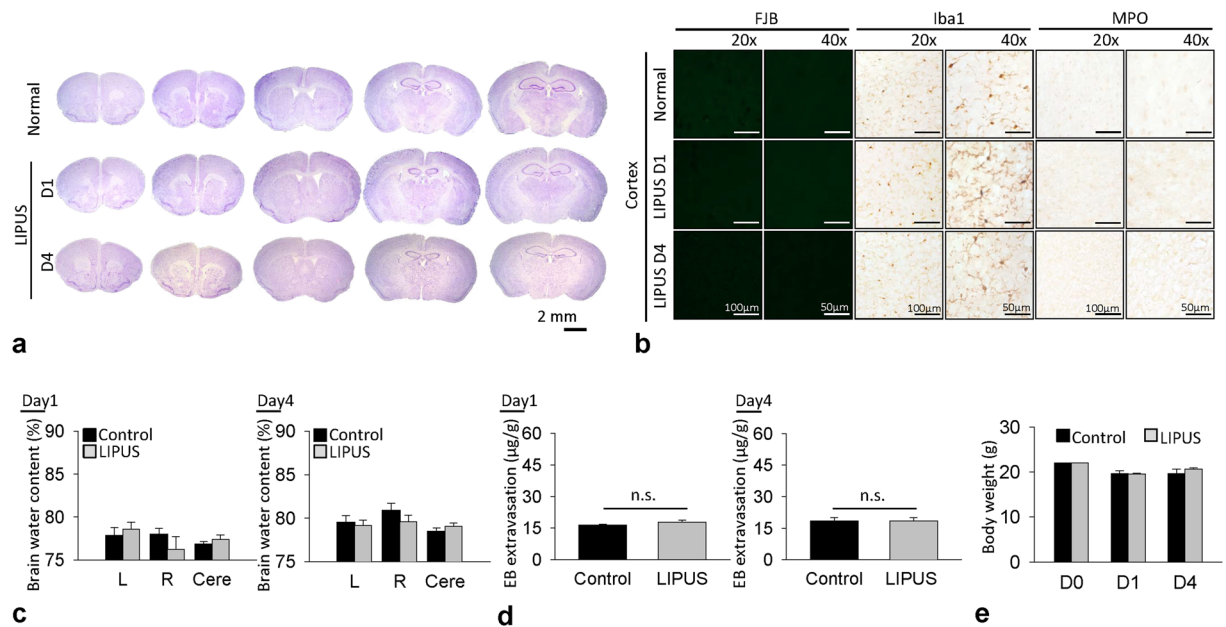 Normal
LIPUS
D1
D4
2 mm
a
FJB
Iba1
MPO
20x
40x
20x
40x
20x
40x
Cortex
Normal
LIPUS D1
LIPUS D4
100μm
50μm
100μm
50μm
100μm
50μm
b
Day1
Brain water content (%)
90
85
80
75
Control
LIPUS
L
R
Cere
Day4
Brain water content (%)
90
85
80
75
Control
LIPUS
L
R
Cere
c
Day1
EB extravasation (μg/g)
60
45
30
15
0
n.s.
Control
LIPUS
Day4
EB extravasation (μg/g)
60
45
30
15
0
n.s.
Control
LIPUS
d
Body weight (g)
30
20
10
0
Control
LIPUS
D0
D1
D4
e